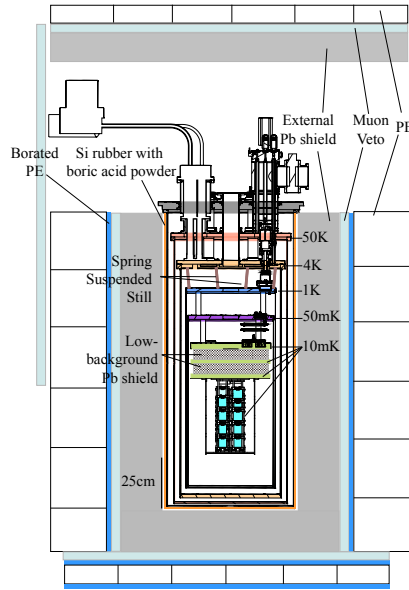 External
Pb shield
Muon
Veto
PE
Borated
PE
Si rubber with
boric acid powder
50K
4K
Spring
Suspended
Still
1K
50mK
Low-
background
Pb shield
10mK
25cm